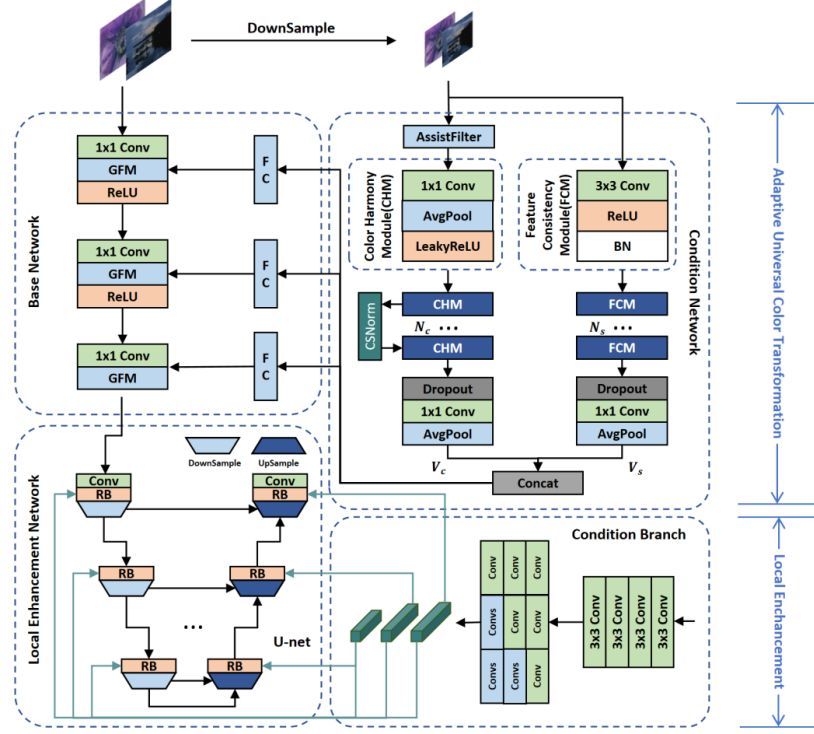 DownSample
Base Network
1x1 Conv
GFM
ReLU
FC
1x1 Conv
GFM
ReLU
FC
1x1 Conv
GFM
FC
AssistFilter
Color Harmony
Module(CHM)
1x1 Conv
AvgPool
LeakyReLU
Feature
Consistency
Module(FCM)
3x3 Conv
ReLU
BN
Condition Network
CSNorm
CHM
N_c ...
CHM
FCM
N_s ...
FCM
Dropout
1x1 Conv
AvgPool
Dropout
1x1 Conv
AvgPool
V_c
V_s
Concat
Adaptive Universal Color Transformation
Local Enhancement Network
DownSample
UpSample
Conv
RB
Conv
RB
RB
RB
...
U-net
RB
RB
Condition Branch
Conv
Conv
Conv
Convs
Conv
Conv
Convs
Convs
Conv
3x3 Conv
3x3 Conv
3x3 Conv
3x3 Conv
Local Enchancement